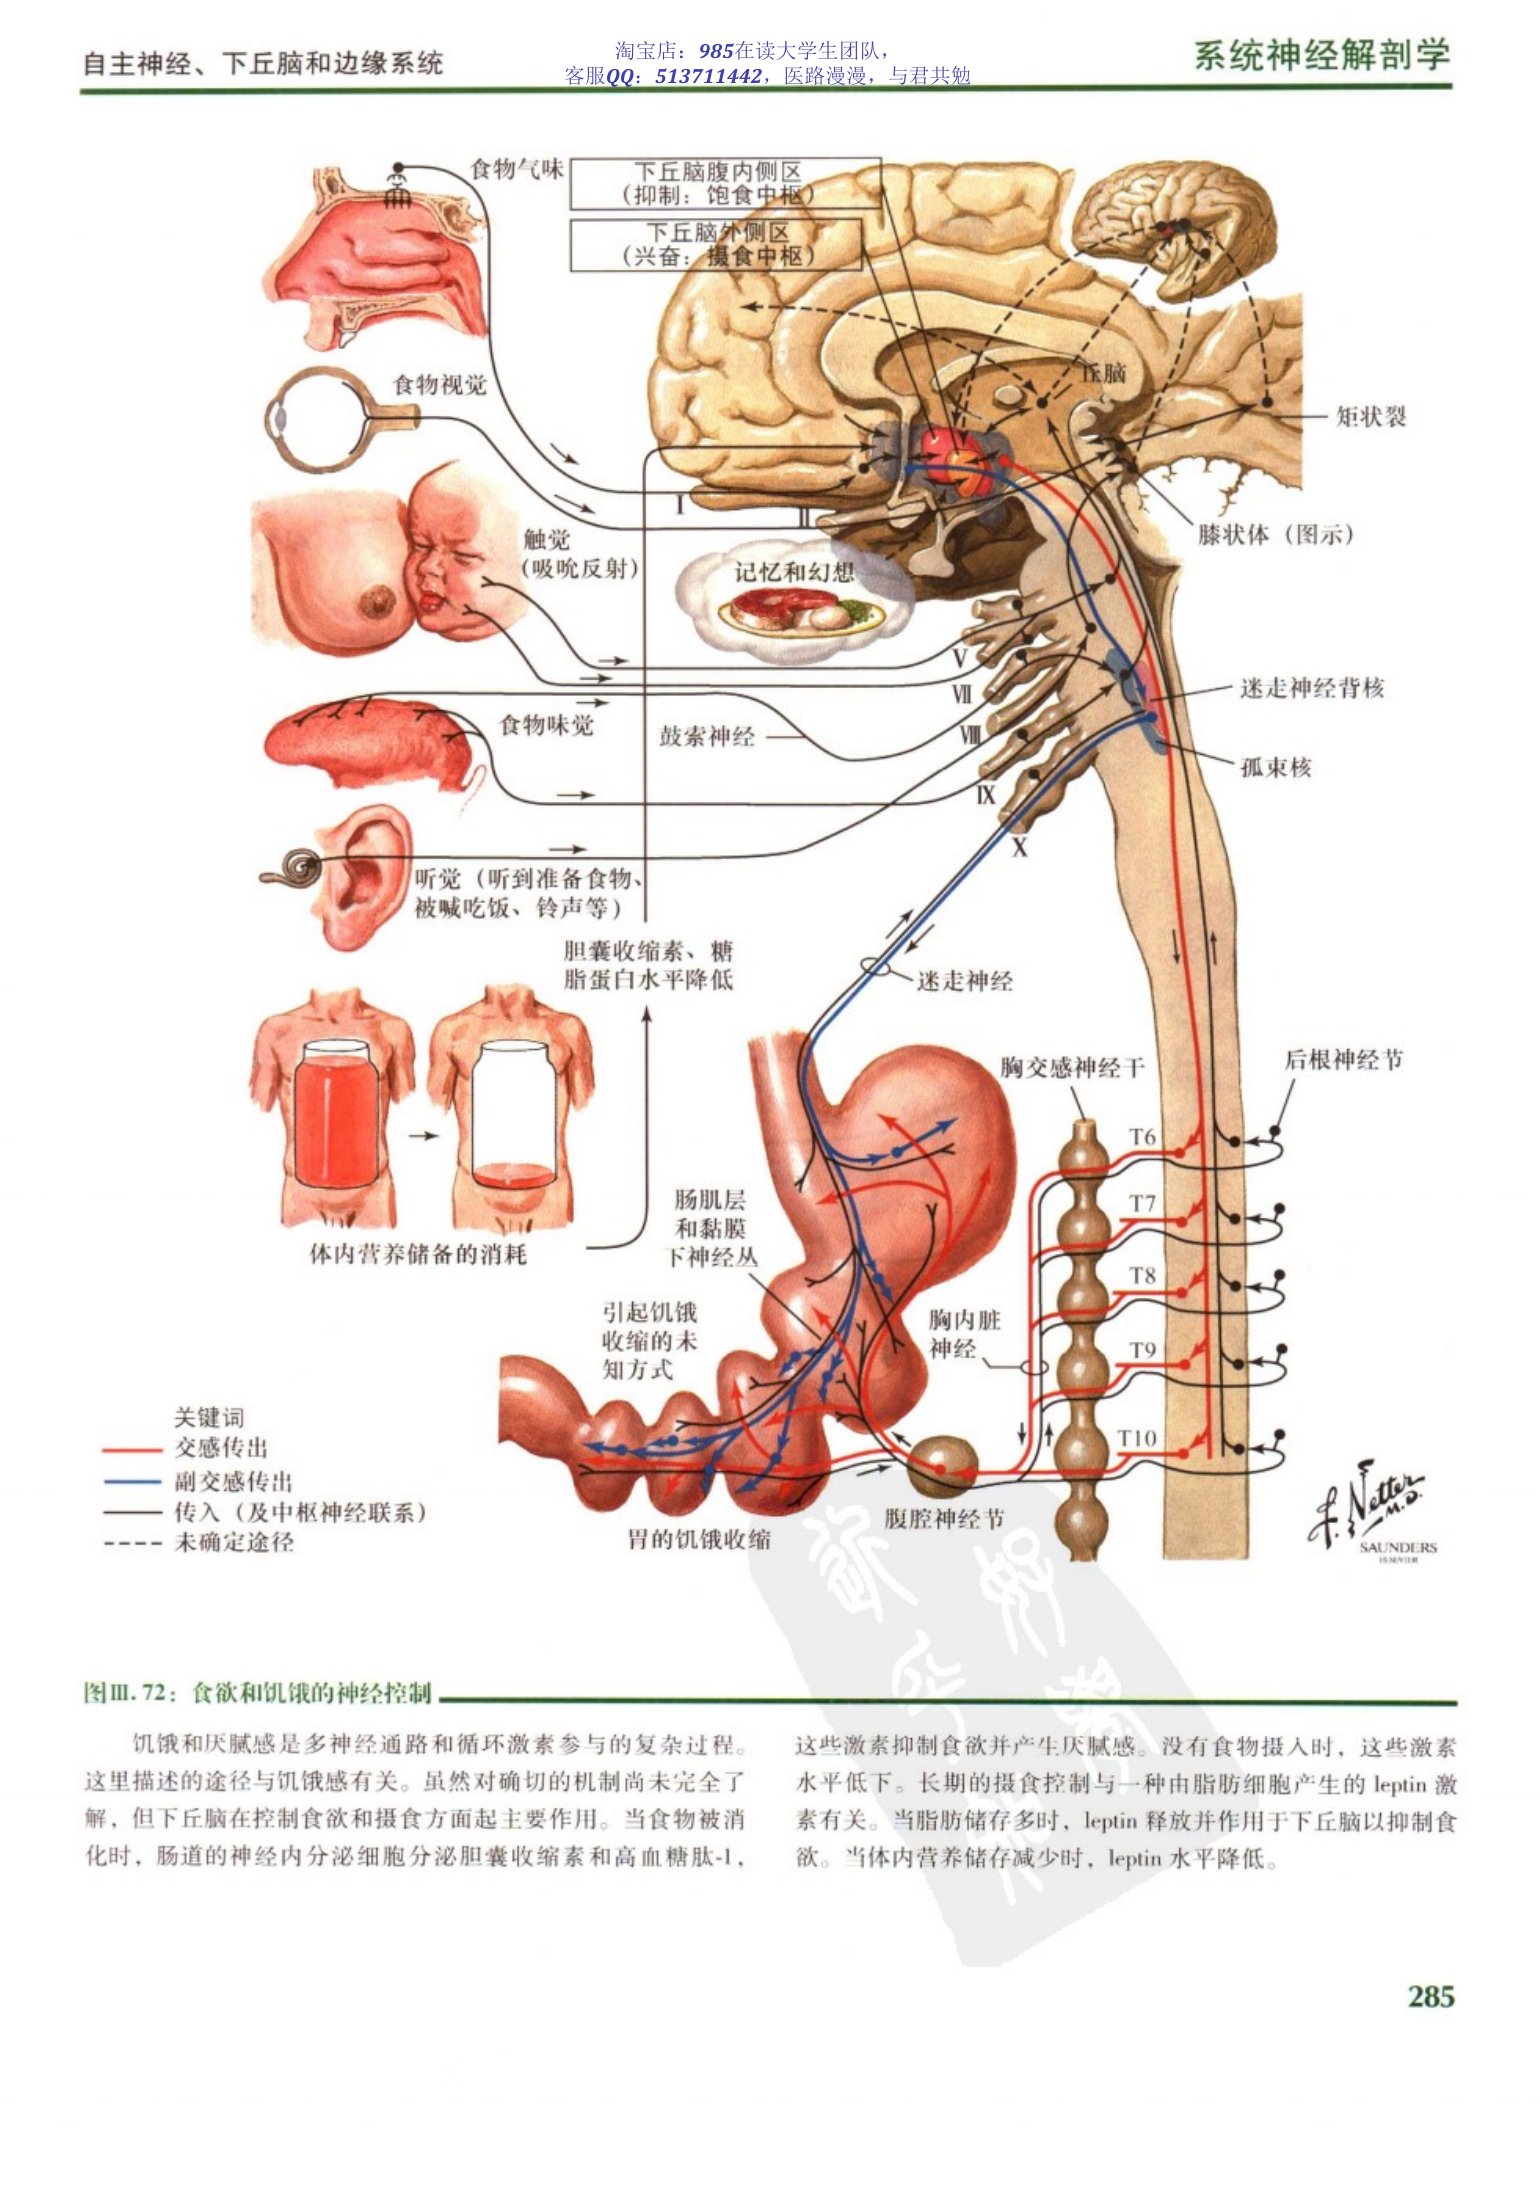 自主神经、下丘脑和边缘系统
淘宝店：985在读大学生团队，
客服QQ：513711442，医路漫漫，与君共勉
系统神经解剖学
食物气味
下丘脑腹内侧区
（抑制：饱食中枢）
下丘脑外侧区
（兴奋：摄食中枢）
食物视觉
丘脑
矩状裂
膝状体（图示）
I
II
触觉
（吸吮反射）
记忆和幻想
V
VII
VIII
IX
X
迷走神经背核
孤束核
食物味觉
鼓索神经
听觉（听到准备食物、
被喊吃饭、铃声等）
胆囊收缩素、糖
脂蛋白水平降低
迷走神经
胸交感神经干
后根神经节
T6
T7
T8
T9
T10
体内营养储备的消耗
肠肌层
和黏膜
下神经丛
引起饥饿
收缩的未
知方式
胸内脏
神经
腹腔神经节
胃的饥饿收缩
关键词
交感传出
副交感传出
传入（及中枢神经联系）
未确定途径
F. Netter
M.D.
SAUNDERS
ELSEVIER
图III. 72：食欲和饥饿的神经控制
饥饿和厌腻感是多神经通路和循环激素参与的复杂过程。
这里描述的途径与饥饿感有关。虽然对确切的机制尚未完全了
解，但下丘脑在控制食欲和摄食方面起主要作用。当食物被消
化时，肠道的神经内分泌细胞分泌胆囊收缩素和高血糖肽-1，
这些激素抑制食欲并产生厌腻感。没有食物摄入时，这些激素
水平低下。长期的摄食控制与一种由脂肪细胞产生的 leptin 激
素有关。当脂肪储存多时，leptin 释放并作用于下丘脑以抑制食
欲。当体内营养储存减少时，leptin 水平降低。
285